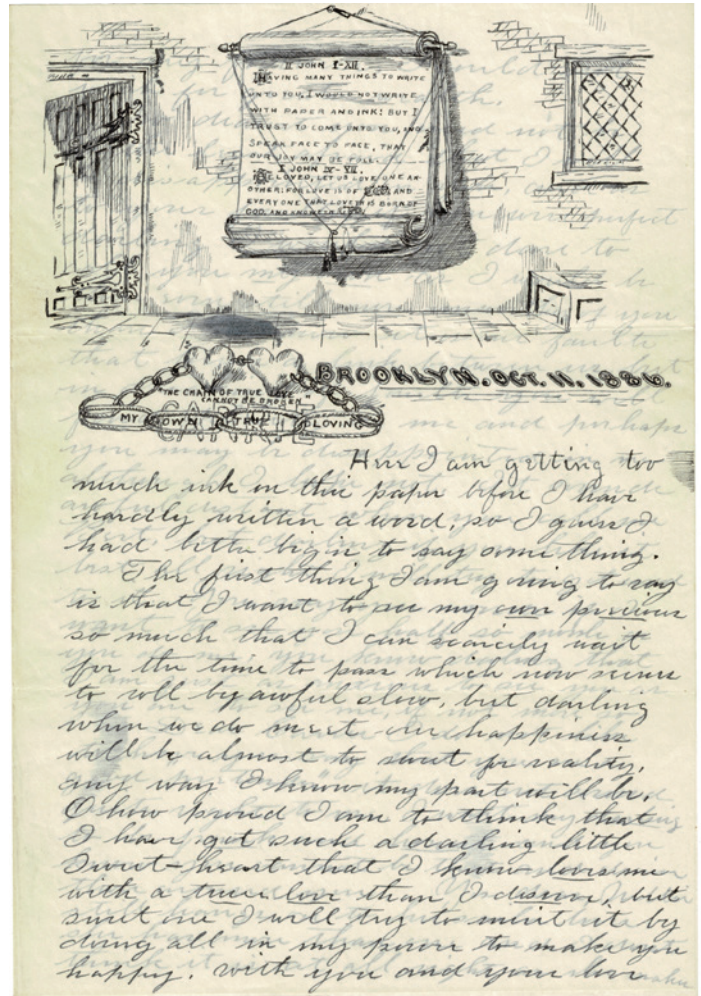 II JOHN I-XII.
HAVING MANY THINGS TO WRITE
UNTO YOU, I WOULD NOT WRITE
WITH PAPER AND INK: BUT I
TRUST TO COME UNTO YOU, AND
SPEAK FACE TO FACE, THAT
OUR JOY MAY BE FULL.
I JOHN IV-VII.
BELOVED, LET US LOVE ONE AN-
OTHER: FOR LOVE IS OF GOD AND
EVERY ONE THAT LOVETH IS BORN OF
GOD, AND KNOWETH GOD.
BROOKLYN. OCT. 11. 1886.
"THE CHAIN OF TRUE LOVE
CANNOT BE BROKEN"
MY OWN TRUE LOVING
CARRIE
Here I am getting too
much ink on this paper before I have
hardly written a word, so I guess I
had better begin to say something.
The first thing I am going to say
is that I want to see my own precious
so much that I can scarcely wait
for the time to pass which now seems
to roll by awful slow, but darling
when we do meet our happiness
will be almost to sweet for reality,
any way I know my part will be.
O how proud I am to think that
I have got such a darling little
Sweet-heart that I know loves me
with a truer love than I deserve, but
sweet one I will try to merit it by
doing all in my power to make you
happy. with you and your love